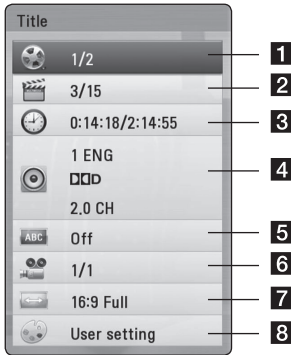 Title
1/2 1
3/15 2
0:14:18/2:14:55 3
1 ENG
DD D
2.0 CH
4
ABC Off 5
1/1 6
16:9 Full 7
User setting 8